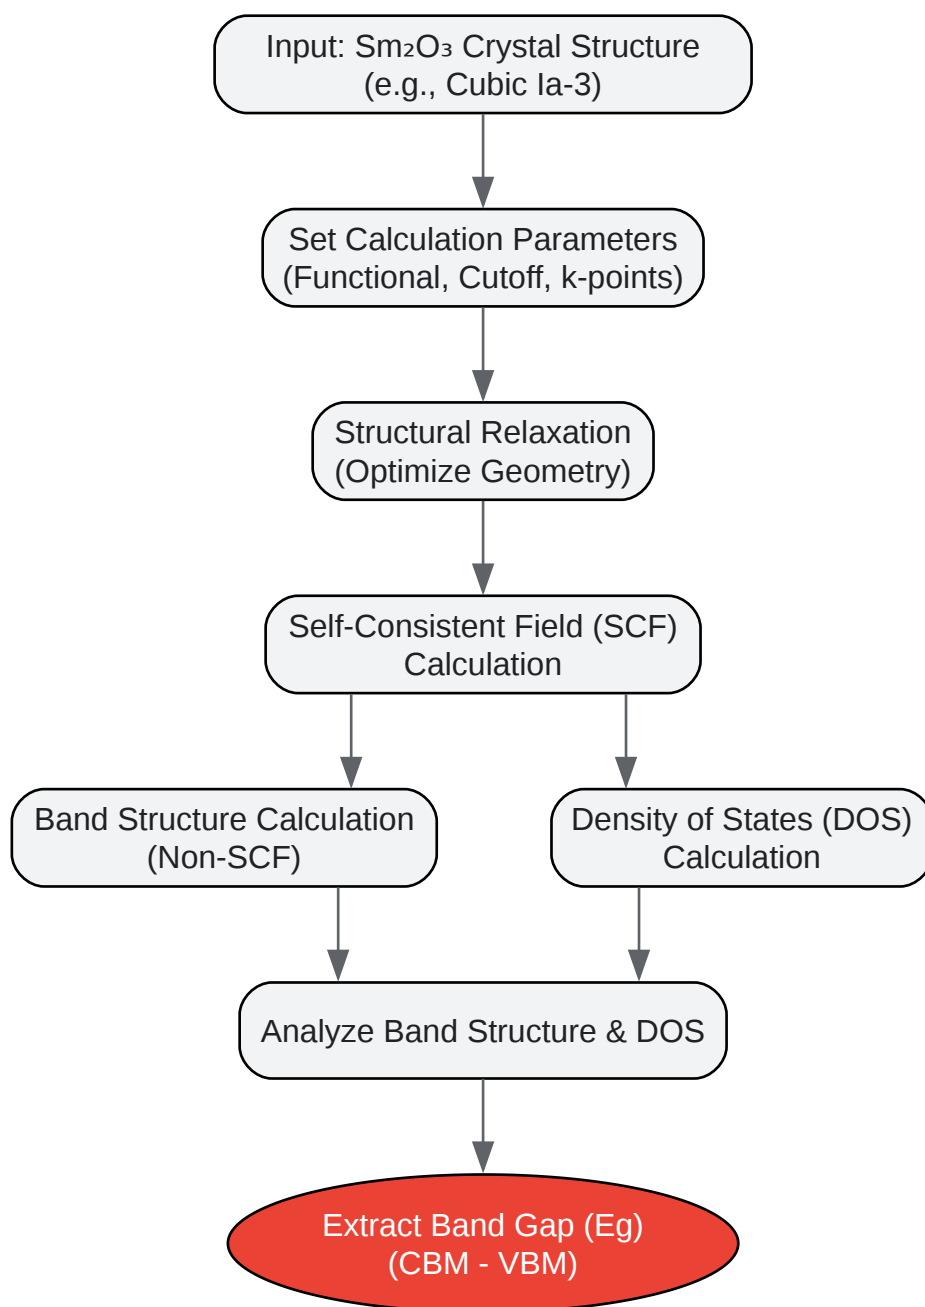 Input: Sm₂O₃ Crystal Structure
(e.g., Cubic Ia-3)
Set Calculation Parameters
(Functional, Cutoff, k-points)
Structural Relaxation
(Optimize Geometry)
Self-Consistent Field (SCF)
Calculation
Band Structure Calculation
(Non-SCF)
Density of States (DOS)
Calculation
Analyze Band Structure & DOS
Extract Band Gap (Eg)
(CBM - VBM)